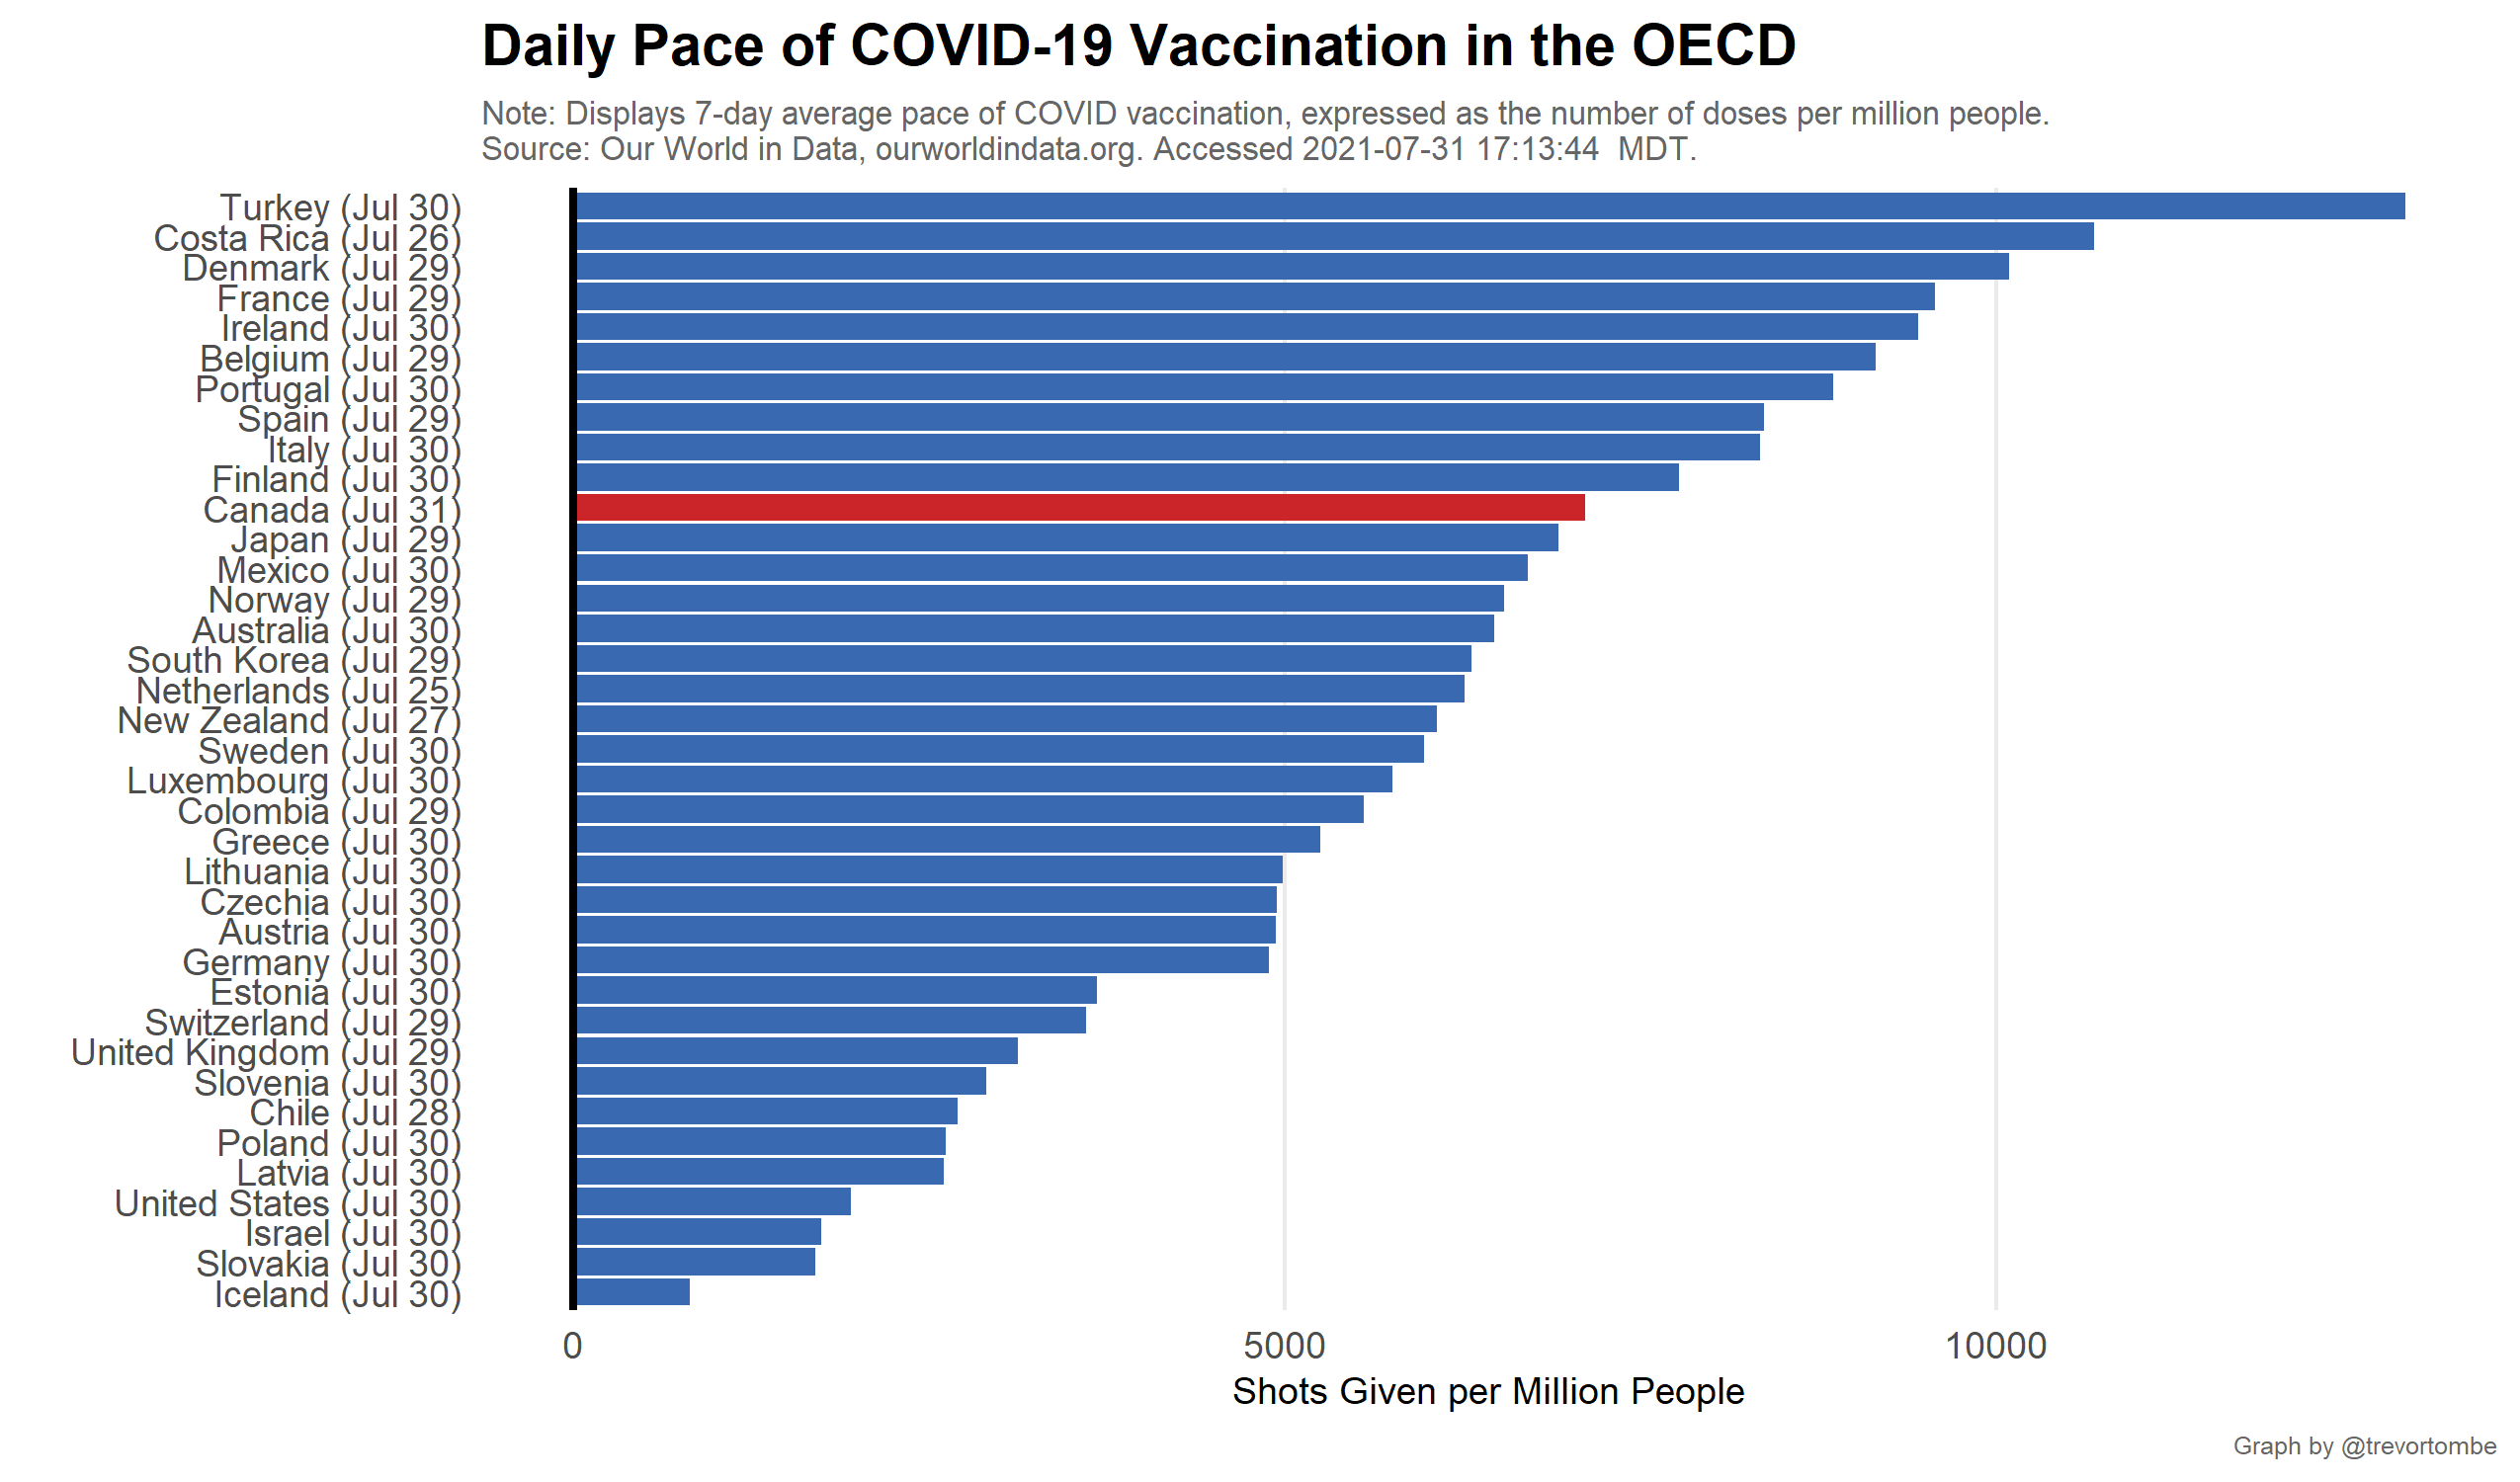 Daily Pace of COVID-19 Vaccination in the OECD
Note: Displays 7-day average pace of COVID vaccination, expressed as the number of doses per million people.
Source: Our World in Data, ourworldindata.org. Accessed 2021-07-31 17:13:44  MDT.
Turkey (Jul 30)
Costa Rica (Jul 26)
Denmark (Jul 29)
France (Jul 29)
Ireland (Jul 30)
Belgium (Jul 29)
Portugal (Jul 30)
Spain (Jul 29)
Italy (Jul 30)
Finland (Jul 30)
Canada (Jul 31)
Japan (Jul 29)
Mexico (Jul 30)
Norway (Jul 29)
Australia (Jul 30)
South Korea (Jul 29)
Netherlands (Jul 25)
New Zealand (Jul 27)
Sweden (Jul 30)
Luxembourg (Jul 30)
Colombia (Jul 29)
Greece (Jul 30)
Lithuania (Jul 30)
Czechia (Jul 30)
Austria (Jul 30)
Germany (Jul 30)
Estonia (Jul 30)
Switzerland (Jul 29)
United Kingdom (Jul 29)
Slovenia (Jul 30)
Chile (Jul 28)
Poland (Jul 30)
Latvia (Jul 30)
United States (Jul 30)
Israel (Jul 30)
Slovakia (Jul 30)
Iceland (Jul 30)
0 5000 10000
Shots Given per Million People
Graph by @trevortombe